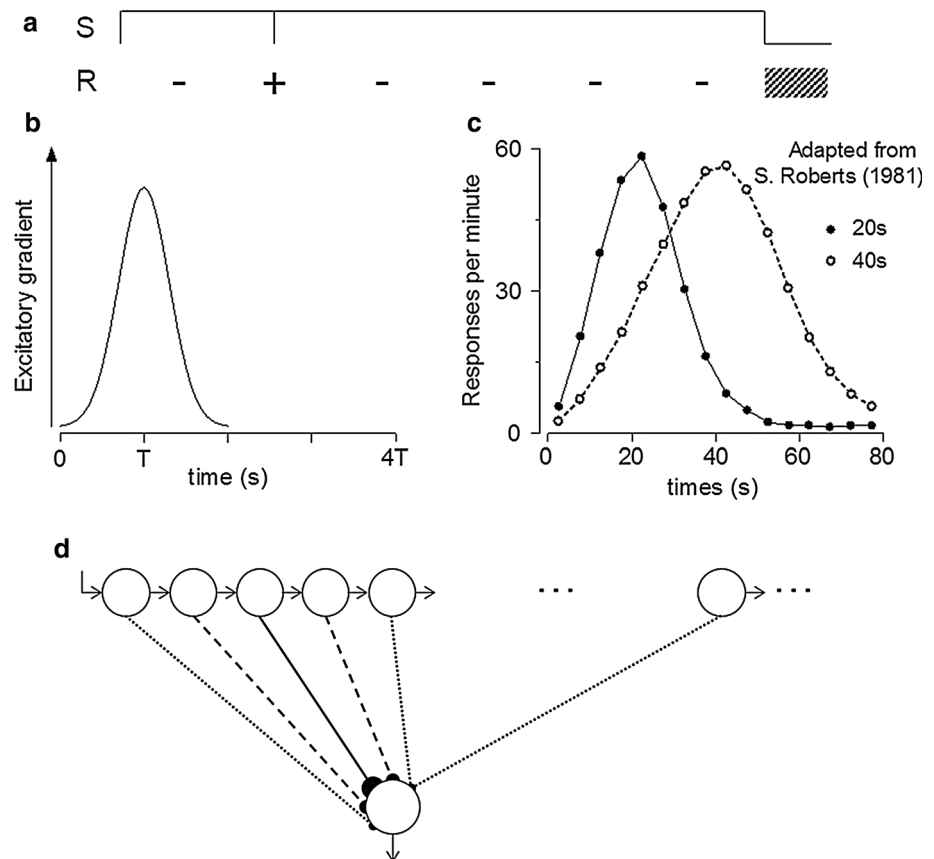 a S
R - + - - - -
b
Excitatory gradient
0 T 4T
time (s)
c
Responses per minute
60
30
0
0 20 40 60 80
times (s)
Adapted from
S. Roberts (1981)
20s
40s
d
... ...